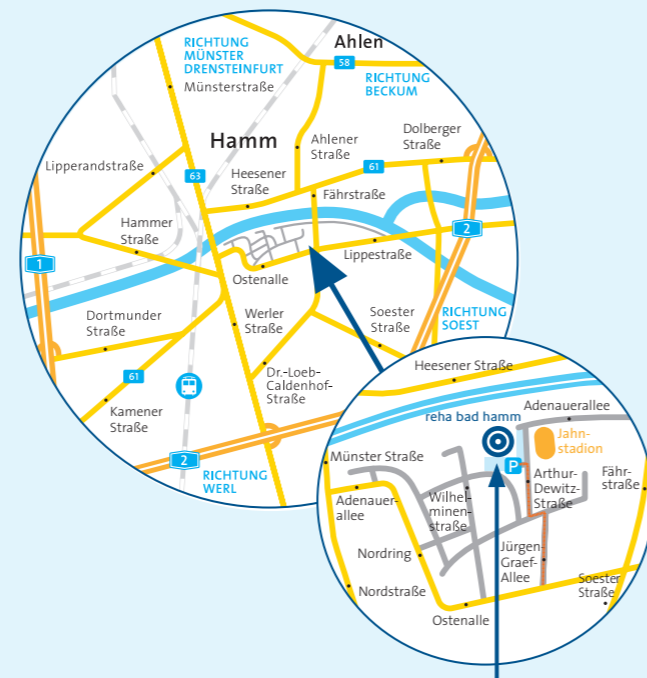 RICHTUNG
MÜNSTER
DRENSTEINFURT
Münsterstraße
Ahlen
58
RICHTUNG
BECKUM
Hamm
Ahlener
Straße
Dolberger
Straße
Lipperandstraße
63
Heesener
Straße
61
Fährstraße
Hammer
Straße
2
1
Lippestraße
Ostenalle
Dortmunder
Straße
Werler
Straße
Soester
Straße
RICHTUNG
SOEST
61
Dr.-Loeb-
Caldenhof-
Straße
Kamener
Straße
2
RICHTUNG
WERL
Heesener Straße
Adenauerallee
reha bad hamm
Jahn-
stadion
P
Münster Straße
Arthur-
Dewitz-
Straße
Fähr-
straße
Adenauer-
allee
Wilhel-
minen-
straße
Nordring
Jürgen-
Graef-
Allee
Nordstraße
Soester
Straße
Ostenalle